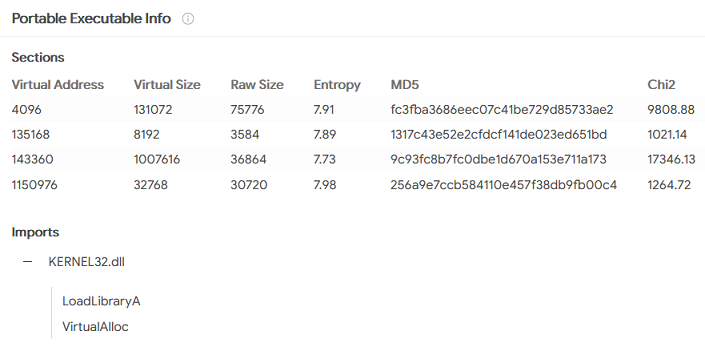 Portable Executable Info
Sections
Virtual Address Virtual Size Raw Size Entropy MD5 Chi2
4096 131072 75776 7.91 fc3fba3686eec07c41be729d85733ae2 9808.88
135168 8192 3584 7.89 1317c43e52e2cfdcf141de023ed651bd 1021.14
143360 1007616 36864 7.73 9c93fc8b7fc0dbe1d670a153e711a173 17346.13
1150976 32768 30720 7.98 256a9e7ccb584110e457f38db9fb00c4 1264.72
Imports
— KERNEL32.dll
LoadLibraryA
VirtualAlloc